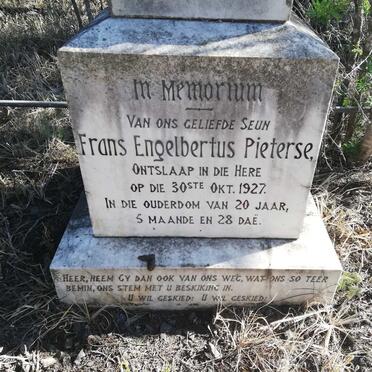 In Memorium
Van ons geliefde Seun
Frans Engelbertus Pieterse,
Ontslaap in die Here
op die 30ste Okt. 1927.
In die ouderdom van 20 jaar,
5 maande en 28 daë.
Heer, neem Gy dan ook van ons weg, wat ons so teer
bemin, ons stem met U beskiking in.
U wil geskied: U wil geskied: